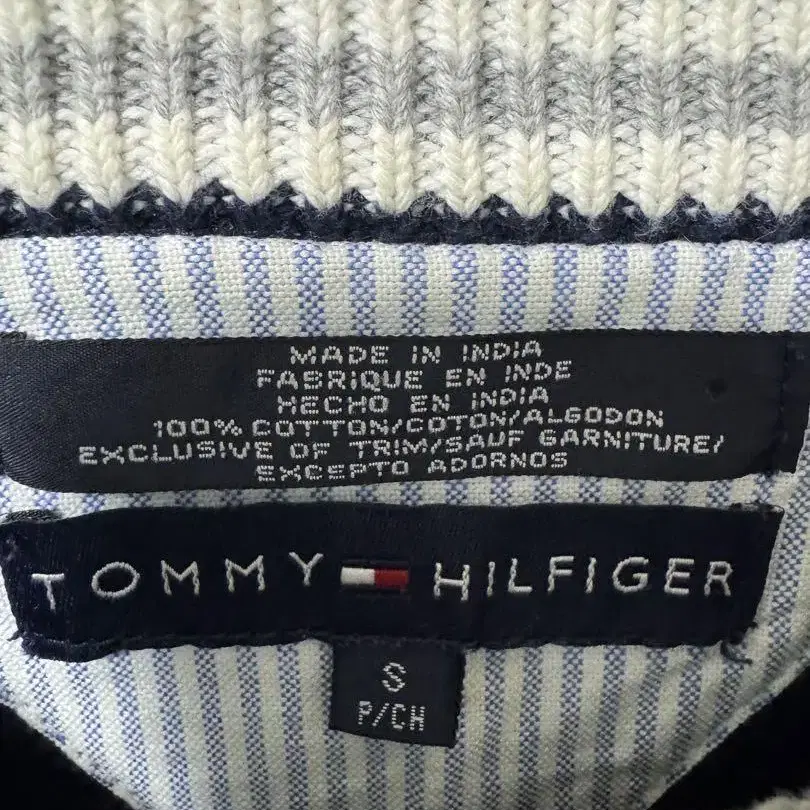 MADE IN INDIA
FABRIQUE EN INDE
HECHO EN INDIA
100% COTTON/COTON/ALGODON
EXCLUSIVE OF TRIM/SAUF GARNITURE/
EXCEPTO ADORNOS
TOMMY HILFIGER
S
P/CH